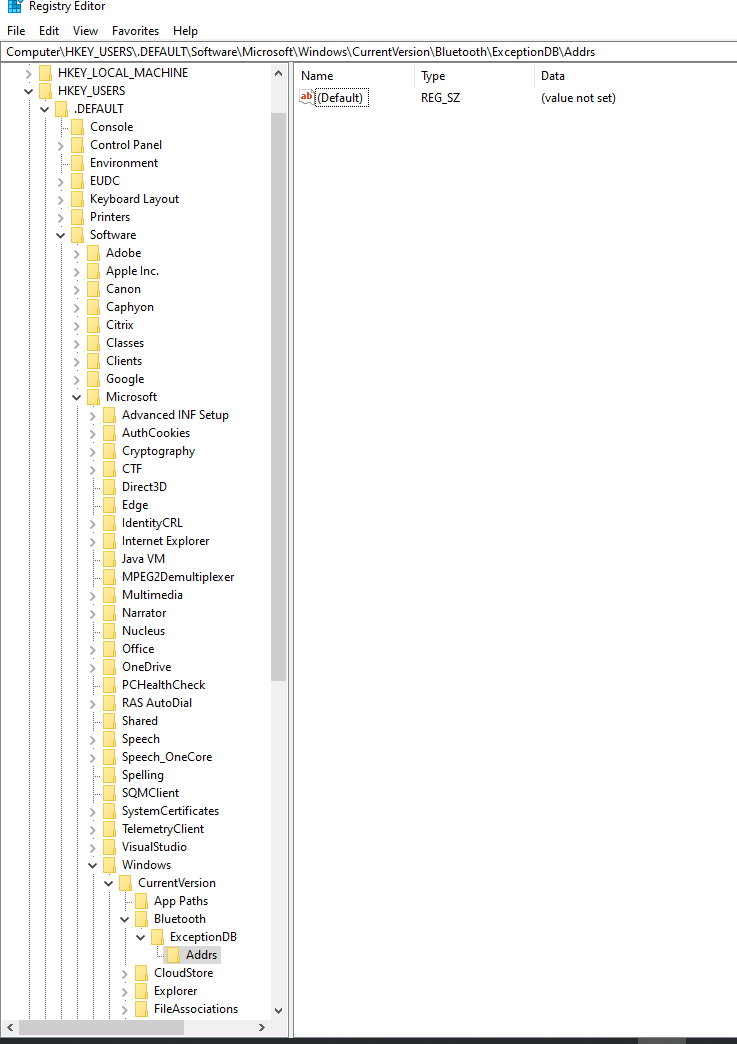 Registry Editor
File Edit View Favorites Help
Computer\HKEY_USERS\.DEFAULT\Software\Microsoft\Windows\CurrentVersion\Bluetooth\ExceptionDB\Addrs
HKEY_LOCAL_MACHINE
HKEY_USERS
.DEFAULT
Console
Control Panel
Environment
EUDC
Keyboard Layout
Printers
Software
Adobe
Apple Inc.
Canon
Caphyon
Citrix
Classes
Clients
Google
Microsoft
Advanced INF Setup
AuthCookies
Cryptography
CTF
Direct3D
Edge
IdentityCRL
Internet Explorer
Java VM
MPEG2Demultiplexer
Multimedia
Narrator
Nucleus
Office
OneDrive
PCHealthCheck
RAS AutoDial
Shared
Speech
Speech_OneCore
Spelling
SQMClient
SystemCertificates
TelemetryClient
VisualStudio
Windows
CurrentVersion
App Paths
Bluetooth
ExceptionDB
Addrs
CloudStore
Explorer
FileAssociations
Name Type Data
ab (Default) REG_SZ (value not set)